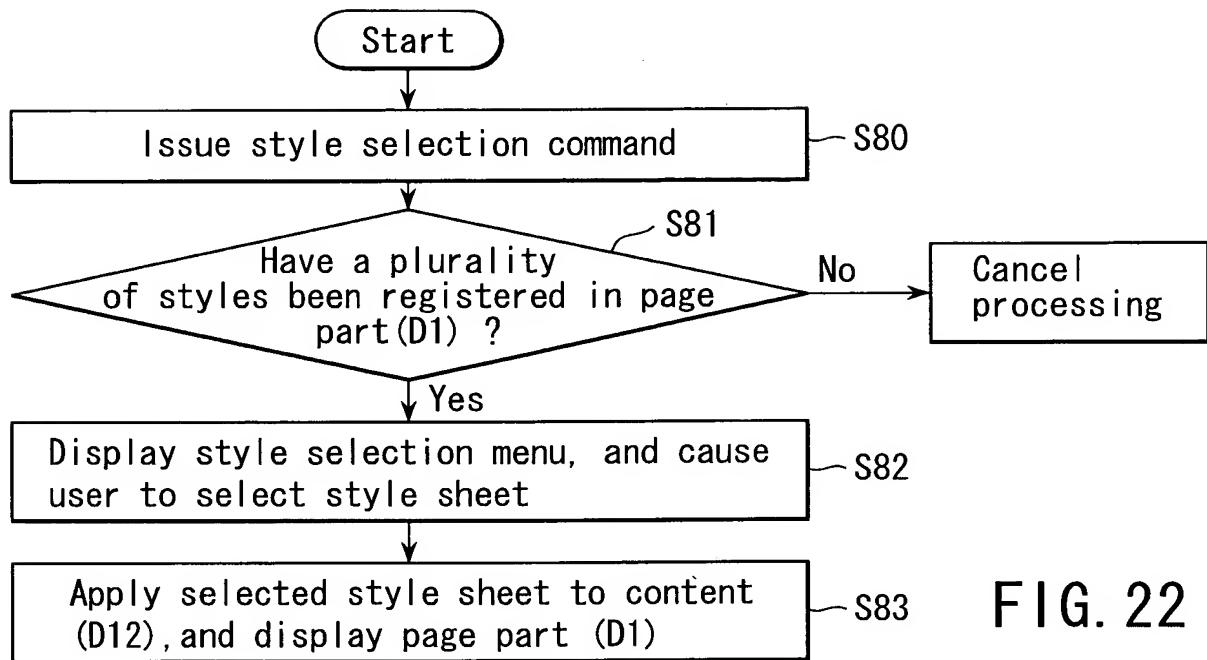 Start
Issue style selection command
S80
S81
Have a plurality
of styles been registered in page
part(D1) ?
No
Cancel
processing
Yes
Display style selection menu, and cause
user to select style sheet
S82
Apply selected style sheet to content
(D12), and display page part (D1)
S83
FIG. 22